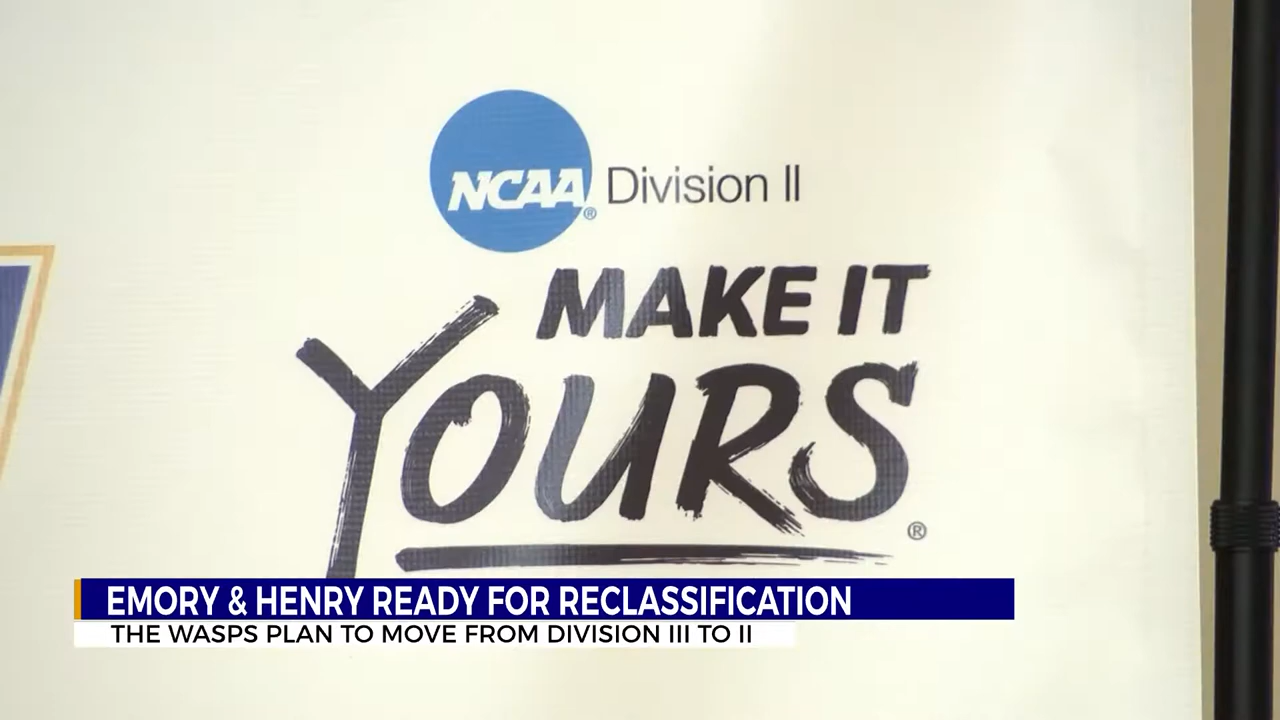 NCAA® Division II
MAKE IT
YOURS®
EMORY & HENRY READY FOR RECLASSIFICATION
THE WASPS PLAN TO MOVE FROM DIVISION III TO II